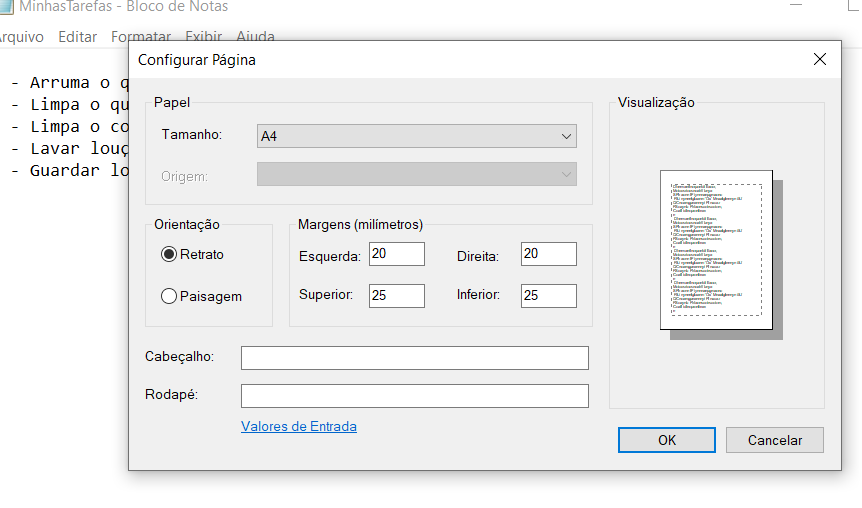 MinhasTarefas - Bloco de Notas
Arquivo Editar Formatar Exibir Ajuda
- Arruma o q
- Limpa o qu
- Limpa o co
- Lavar louç
- Guardar lo
Configurar Página
Papel
Tamanho: A4
Origem:
Orientação
Retrato
Paisagem
Margens (milímetros)
Esquerda: 20 Direita: 20
Superior: 25 Inferior: 25
Cabeçalho:
Rodapé:
Valores de Entrada
Visualização
OK Cancelar